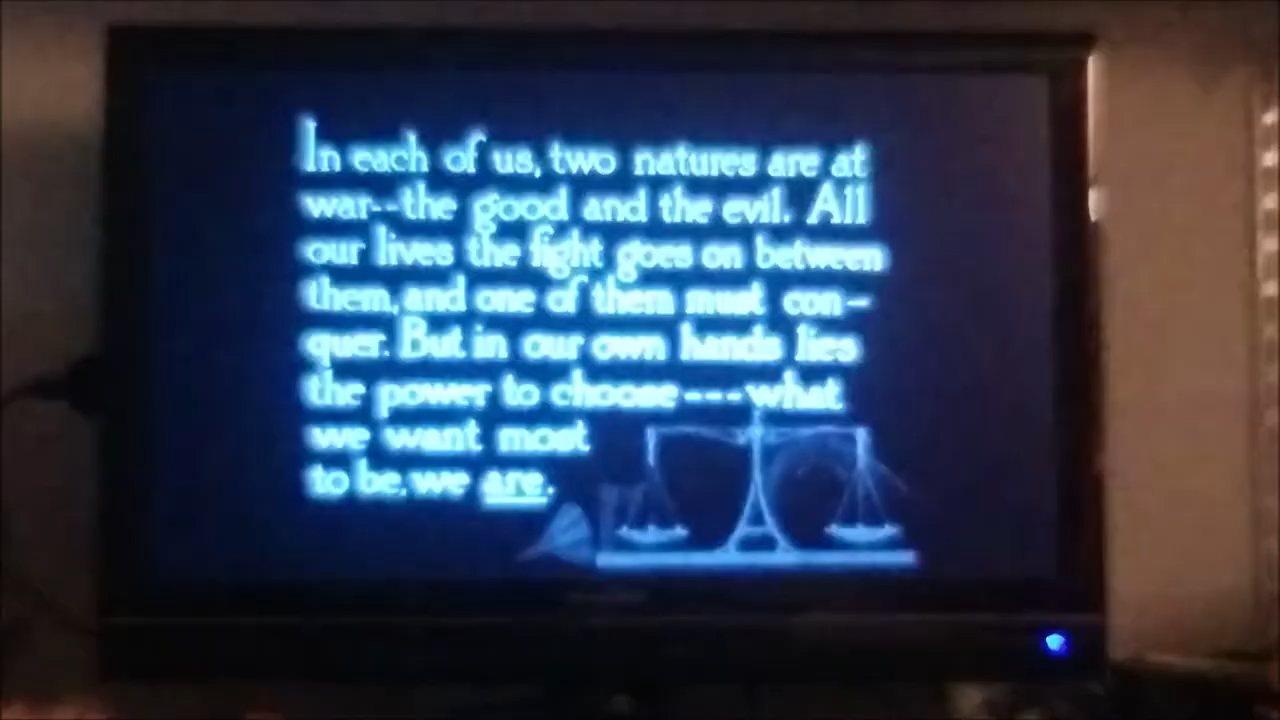 In each of us, two natures are at
war--the good and the evil. All
our lives the fight goes on between
them, and one of them must con-
quer. But in our own hands lies
the power to choose---what
we want most
to be, we are.